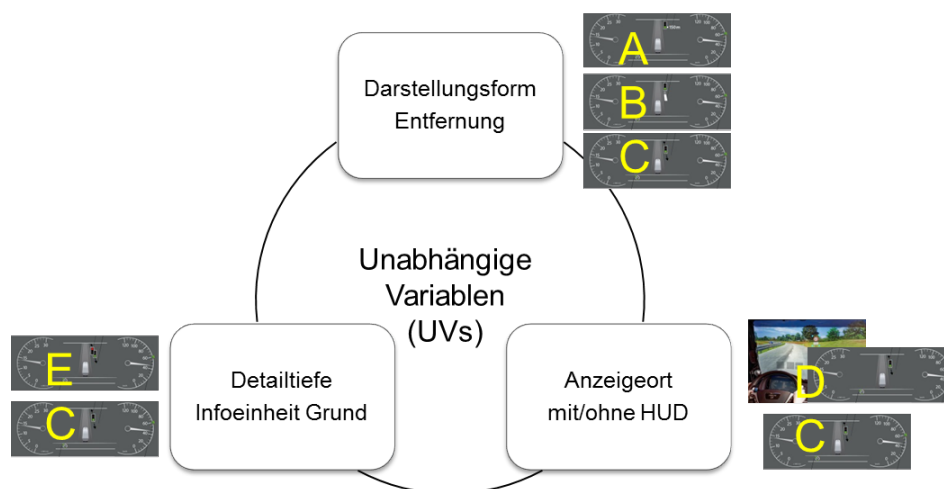 Darstellungsform
Entfernung
A
B
C
Unabhängige
Variablen
(UVs)
E
C
Detailtiefe
Infoeinheit Grund
Anzeigeort
mit/ohne HUD
D
C